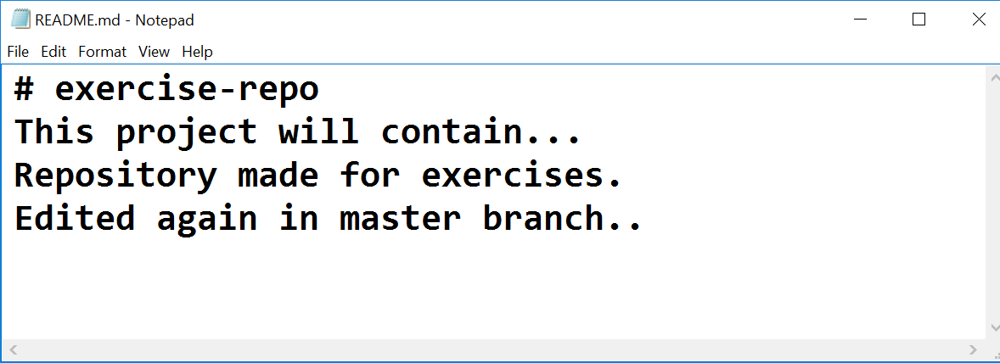 README.md - Notepad
File Edit Format View Help
# exercise-repo
This project will contain...
Repository made for exercises.
Edited again in master branch..